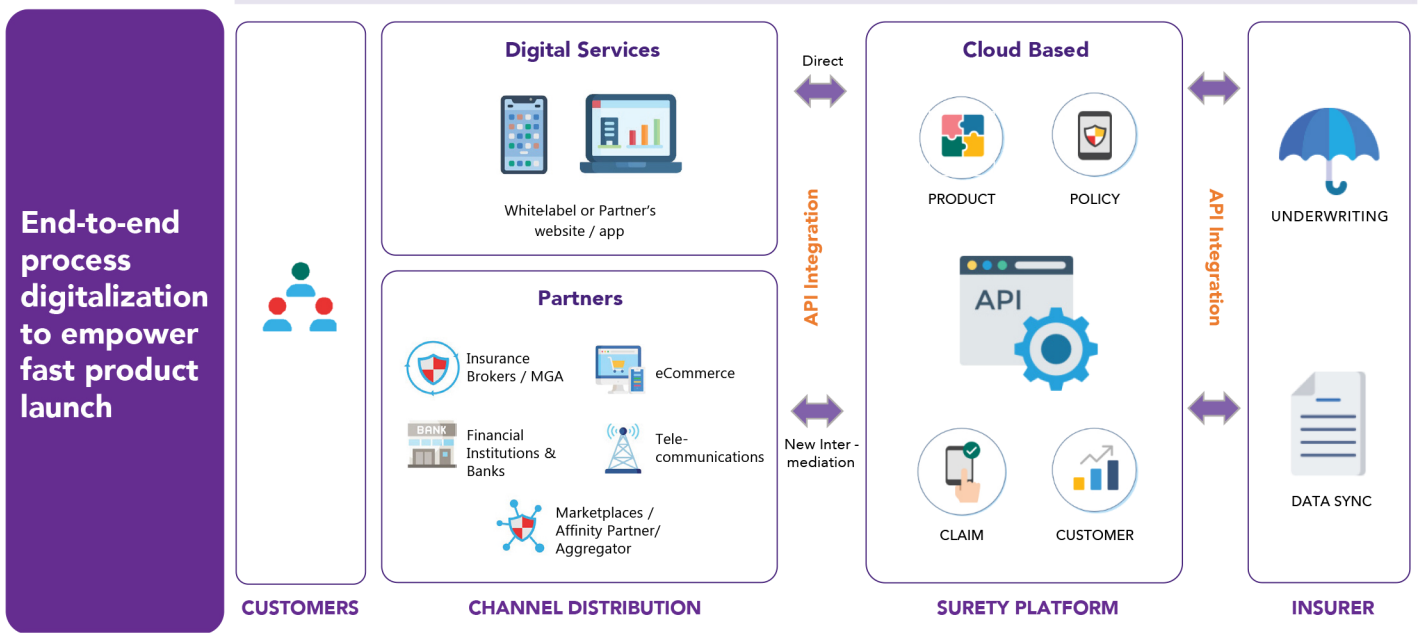 End-to-end
process
digitalization
to empower
fast product
launch
CUSTOMERS
Digital Services
White-label or Partner's
website / app
Partners
Insurance
Brokers / MGA
eCommerce
BANK
Financial
Institutions &
Banks
Tele-
communications
Marketplaces /
Affinity Partner/
Aggregator
CHANNEL DISTRIBUTION
Direct
API Integration
New Inter -
mediation
Cloud Based
PRODUCT
POLICY
API
CLAIM
CUSTOMER
SURETY PLATFORM
API Integration
UNDERWRITING
DATA SYNC
INSURER